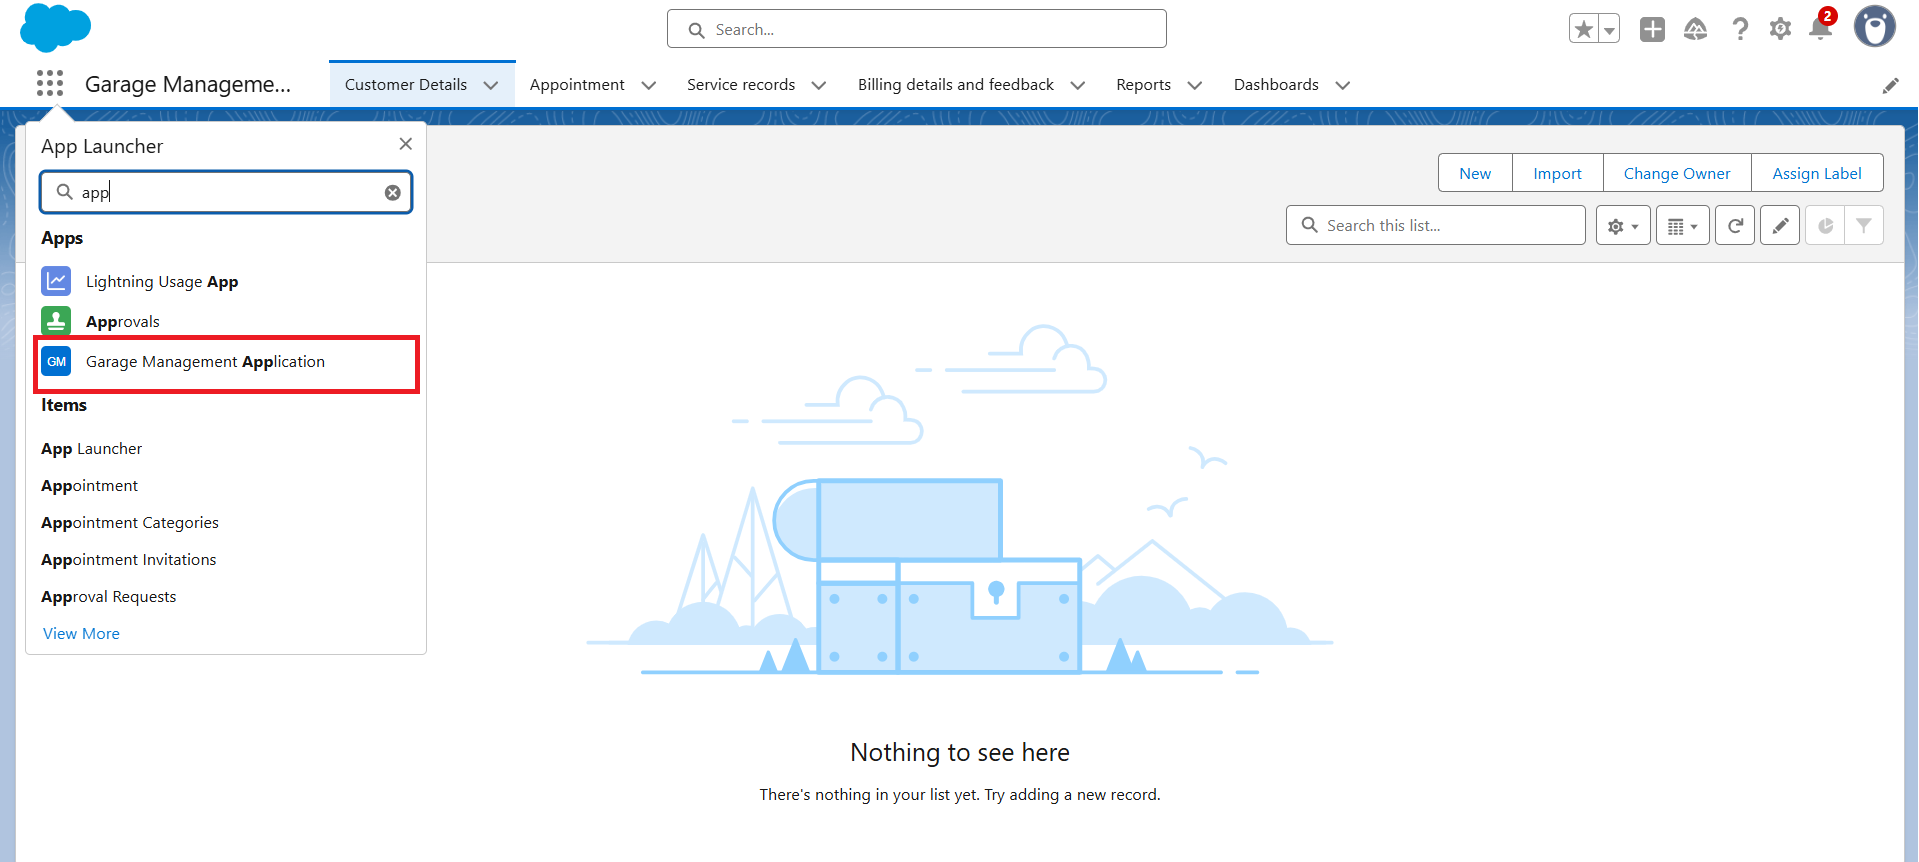 Search...
2
Garage Manageme...
Customer Details
Appointment
Service records
Billing details and feedback
Reports
Dashboards
App Launcher
app
Apps
Lightning Usage App
Approvals
GM Garage Management Application
Items
App Launcher
Appointment
Appointment Categories
Appointment Invitations
Approval Requests
View More
New
Import
Change Owner
Assign Label
Search this list...
Nothing to see here
There's nothing in your list yet. Try adding a new record.